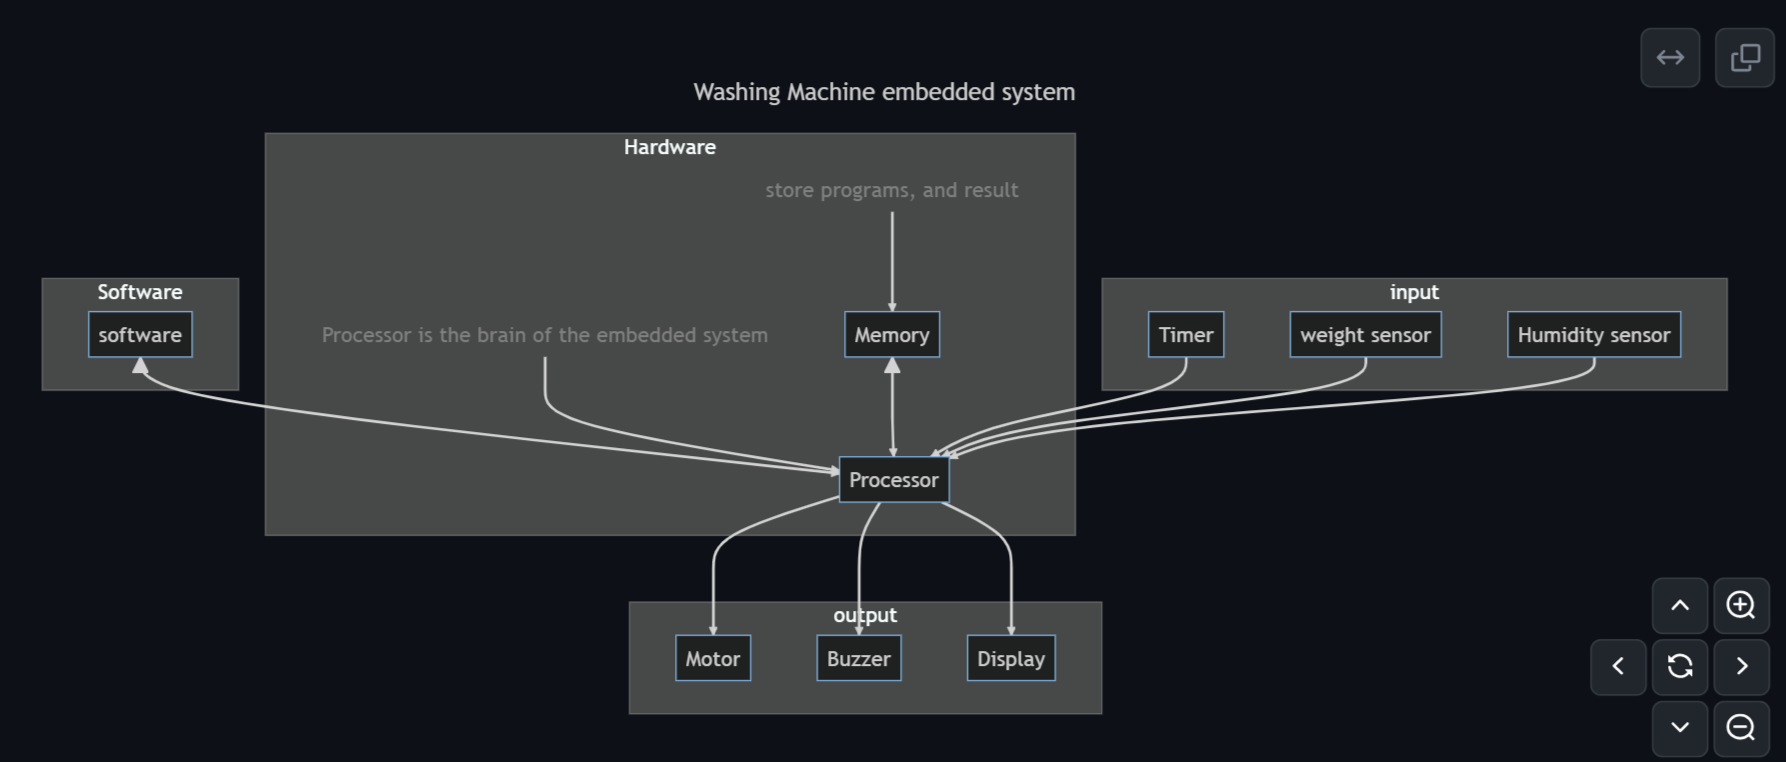 Washing Machine embedded system
Hardware
store programs, and result
Software
software
Processor is the brain of the embedded system
Memory
input
Timer
weight sensor
Humidity sensor
Processor
output
Motor
Buzzer
Display